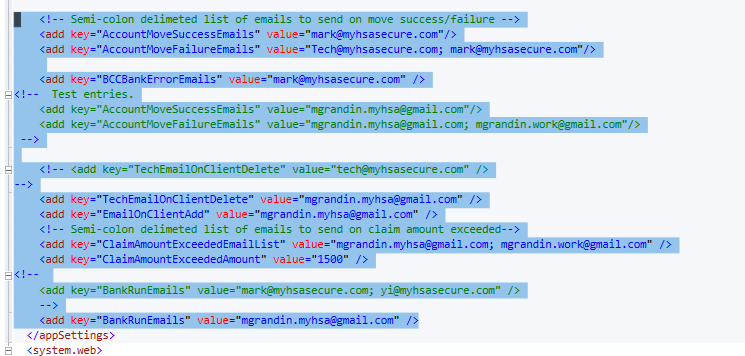 <!-- Semi-colon delimeted list of emails to send on move success/failure -->
<add key="AccountMoveSuccessEmails" value="mark@myhsasecure.com"/>
<add key="AccountMoveFailureEmails" value="Tech@myhsasecure.com; mark@myhsasecure.com"/>
<add key="BCCBankErrorEmails" value="mark@myhsasecure.com" />
<!--  Test entries.
<add key="AccountMoveSuccessEmails" value="mgrandin.myhsa@gmail.com"/>
<add key="AccountMoveFailureEmails" value="mgrandin.myhsa@gmail.com; mgrandin.work@gmail.com"/>
-->
<!-- <add key="TechEmailOnClientDelete" value="tech@myhsasecure.com" />
-->
<add key="TechEmailOnClientDelete" value="mgrandin.myhsa@gmail.com" />
<add key="EmailOnClientAdd" value="mgrandin.myhsa@gmail.com" />
<!-- Semi-colon delimited list of emails to send on claim amount exceeded-->
<add key="ClaimAmountExceededEmailList" value="mgrandin.myhsa@gmail.com; mgrandin.work@gmail.com" />
<add key="ClaimAmountExceededAmount" value="1500" />
<!--
<add key="BankRunEmails" value="mark@myhsasecure.com; yi@myhsasecure.com" />
-->
<add key="BankRunEmails" value="mgrandin.myhsa@gmail.com" />
</appSettings>
<system.web>